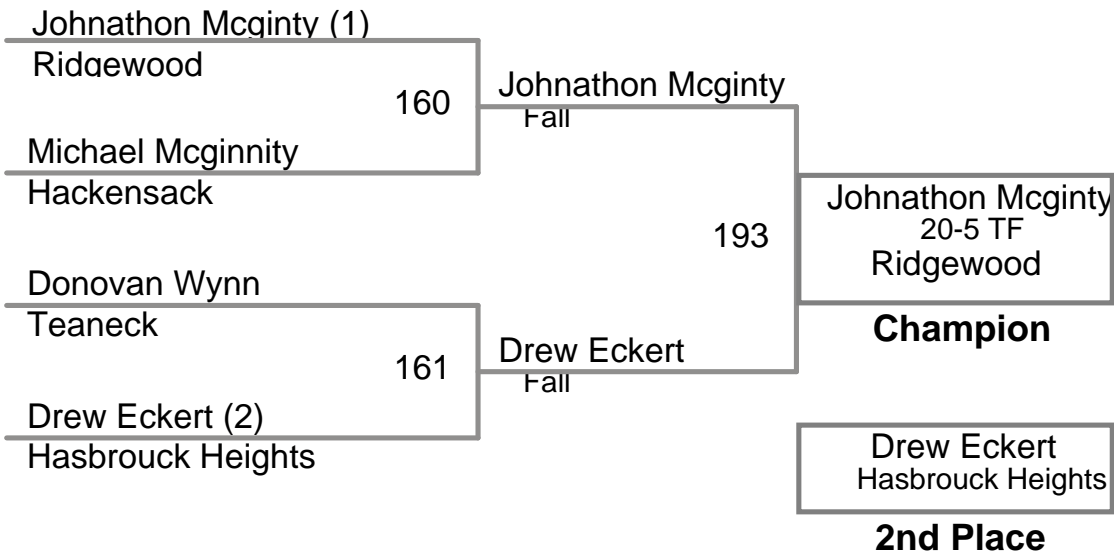 Johnathon Mcginty (1)
Ridgewood
160
Michael Mcginnity
Hackensack
Donovan Wynn
Teaneck
161
Drew Eckert (2)
Hasbrouck Heights
Johnathon Mcginty
Fall
193
Drew Eckert
Fall
Johnathon Mcginty
20-5 TF
Ridgewood
Champion
Drew Eckert
Hasbrouck Heights
2nd Place